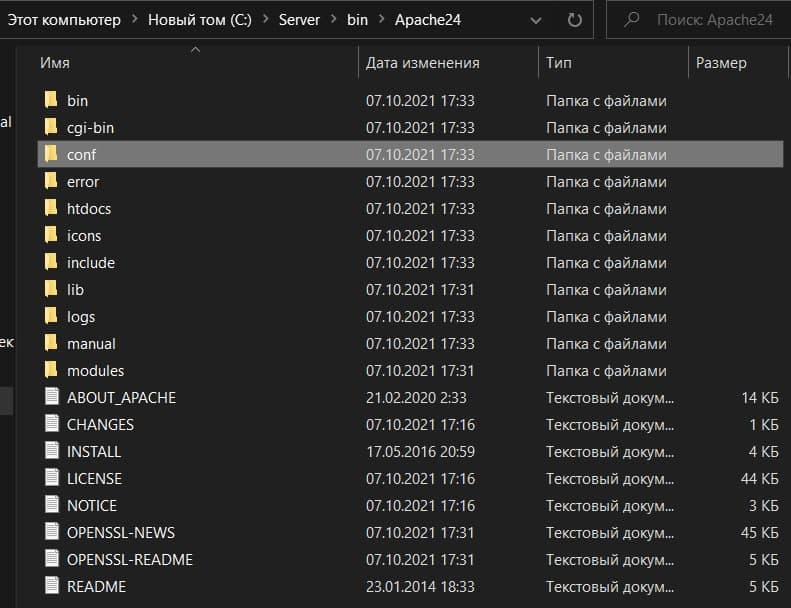 Этот компьютер > Новый том (C:) > Server > bin > Apache24 Поиск: Apache24
Имя Дата изменения Тип Размер
bin 07.10.2021 17:33 Папка с файлами
al
cgi-bin 07.10.2021 17:33 Папка с файлами
conf 07.10.2021 17:33 Папка с файлами
error 07.10.2021 17:33 Папка с файлами
htdocs 07.10.2021 17:33 Папка с файлами
icons 07.10.2021 17:33 Папка с файлами
include 07.10.2021 17:33 Папка с файлами
lib 07.10.2021 17:31 Папка с файлами
logs 07.10.2021 17:33 Папка с файлами
ек
manual 07.10.2021 17:33 Папка с файлами
modules 07.10.2021 17:31 Папка с файлами
ABOUT_APACHE 21.02.2020 2:33 Текстовый докум... 14 КБ
CHANGES 07.10.2021 17:16 Текстовый докум... 1 КБ
INSTALL 17.05.2016 20:59 Текстовый докум... 4 КБ
LICENSE 07.10.2021 17:16 Текстовый докум... 44 КБ
NOTICE 07.10.2021 17:16 Текстовый докум... 3 КБ
OPENSSL-NEWS 07.10.2021 17:31 Текстовый докум... 45 КБ
OPENSSL-README 07.10.2021 17:31 Текстовый докум... 5 КБ
README 23.01.2014 18:33 Текстовый докум... 5 КБ